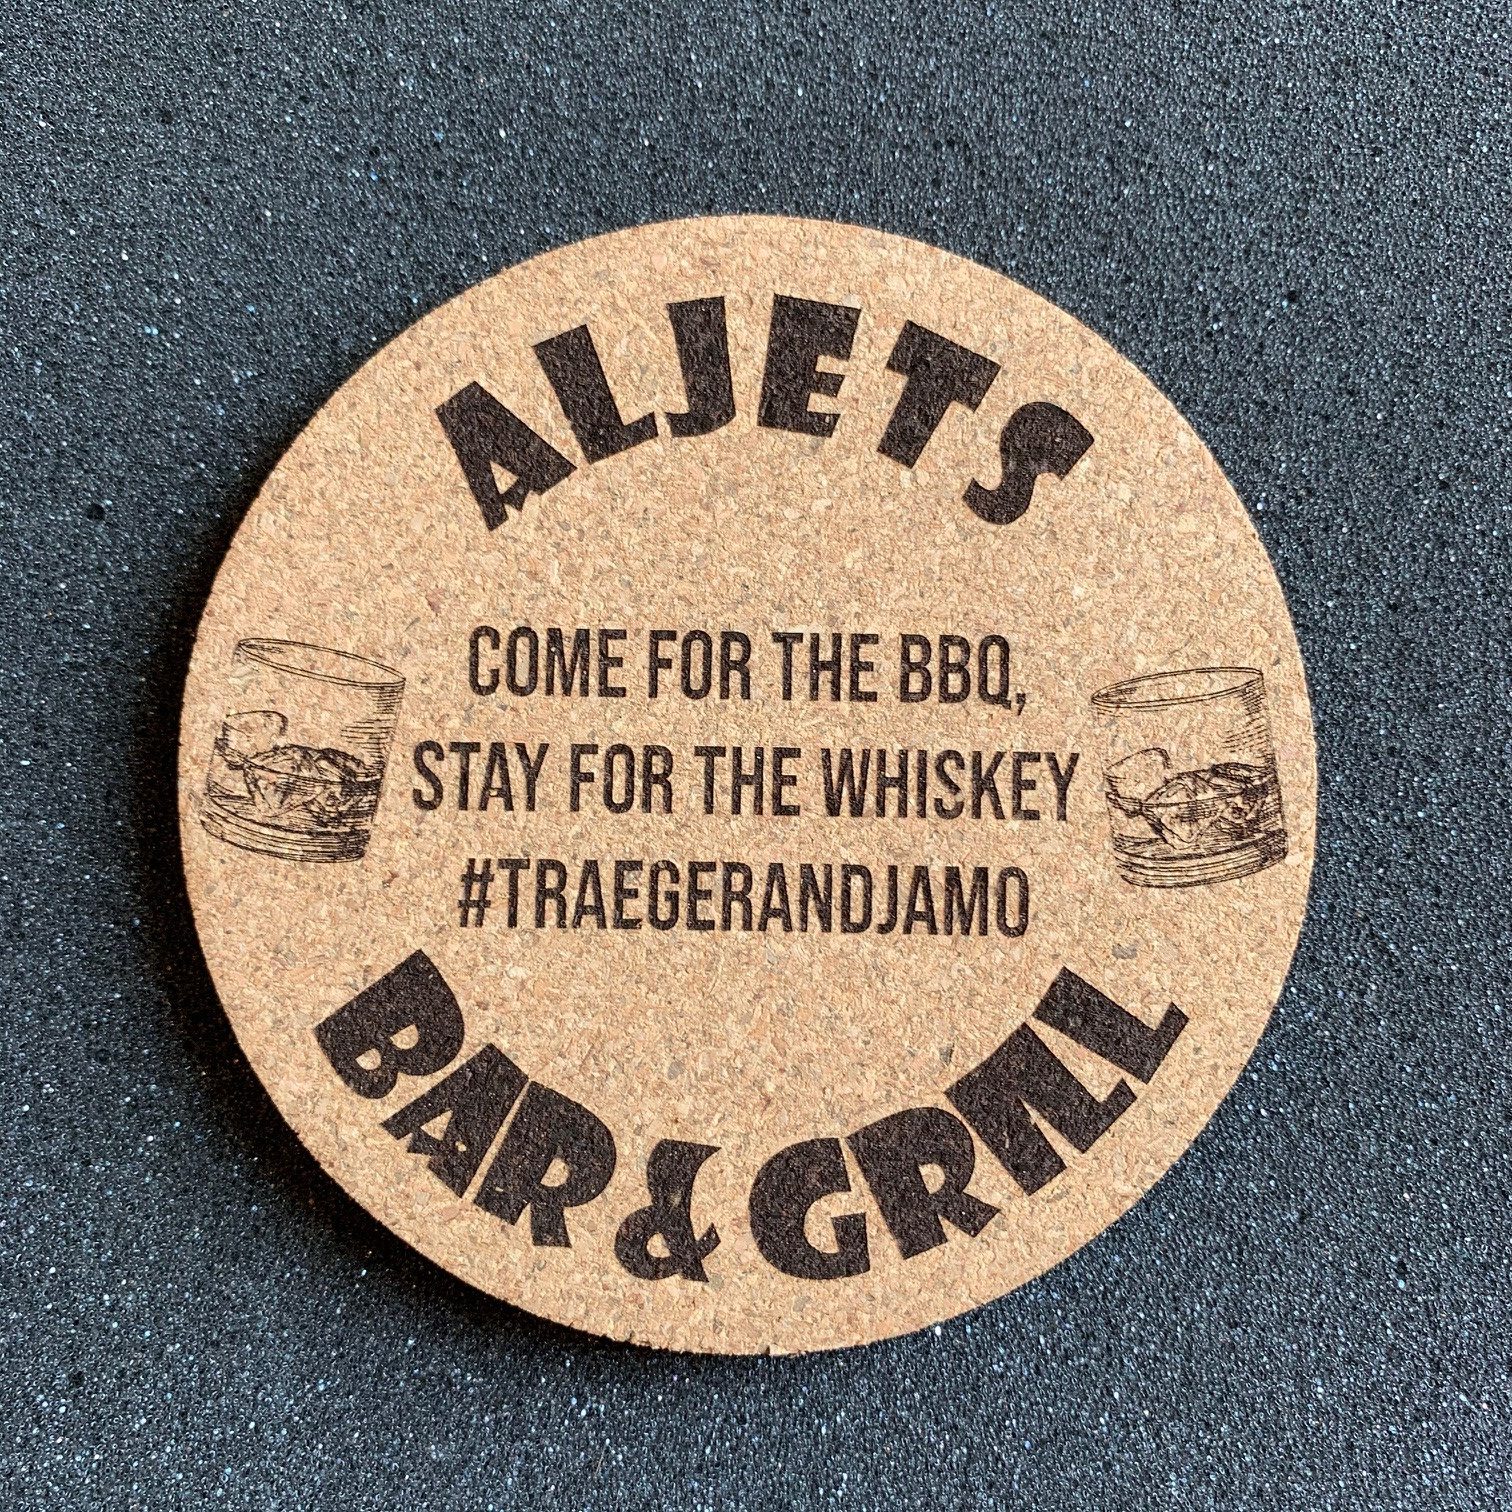 ALJETS
COME FOR THE BBQ,
STAY FOR THE WHISKEY
#TRAEGERANDJAMO
BAR & GRILL